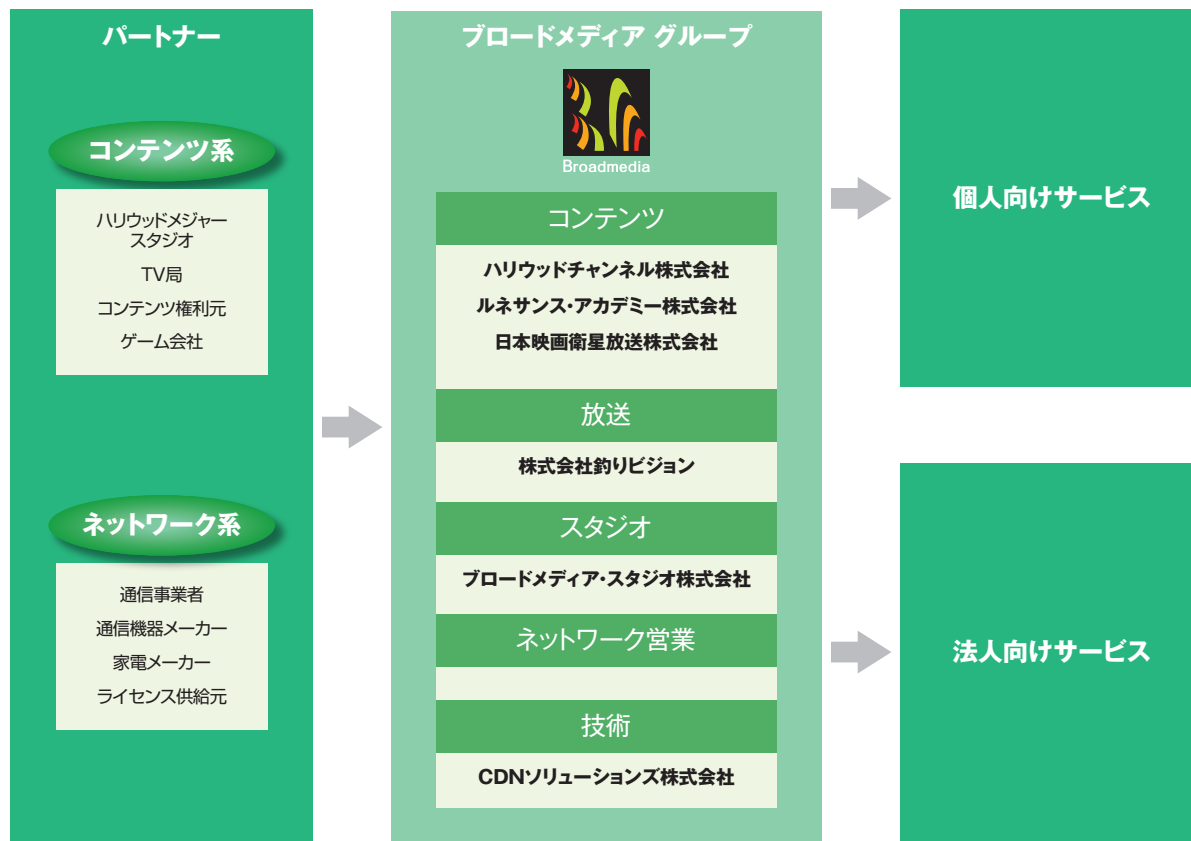 パートナー
コンテンツ系
ハリウッドメジャー
スタジオ
TV局
コンテンツ権利元
ゲーム会社
ネットワーク系
通信事業者
通信機器メーカー
家電メーカー
ライセンス供給元
ブロードメディア グループ
Broadmedia
コンテンツ
ハリウッドチャンネル株式会社
ルネサンス・アカデミー株式会社
日本映画衛星放送株式会社
放送
株式会社釣りビジョン
スタジオ
ブロードメディア・スタジオ株式会社
ネットワーク営業
技術
CDNソリューションズ株式会社
個人向けサービス
法人向けサービス